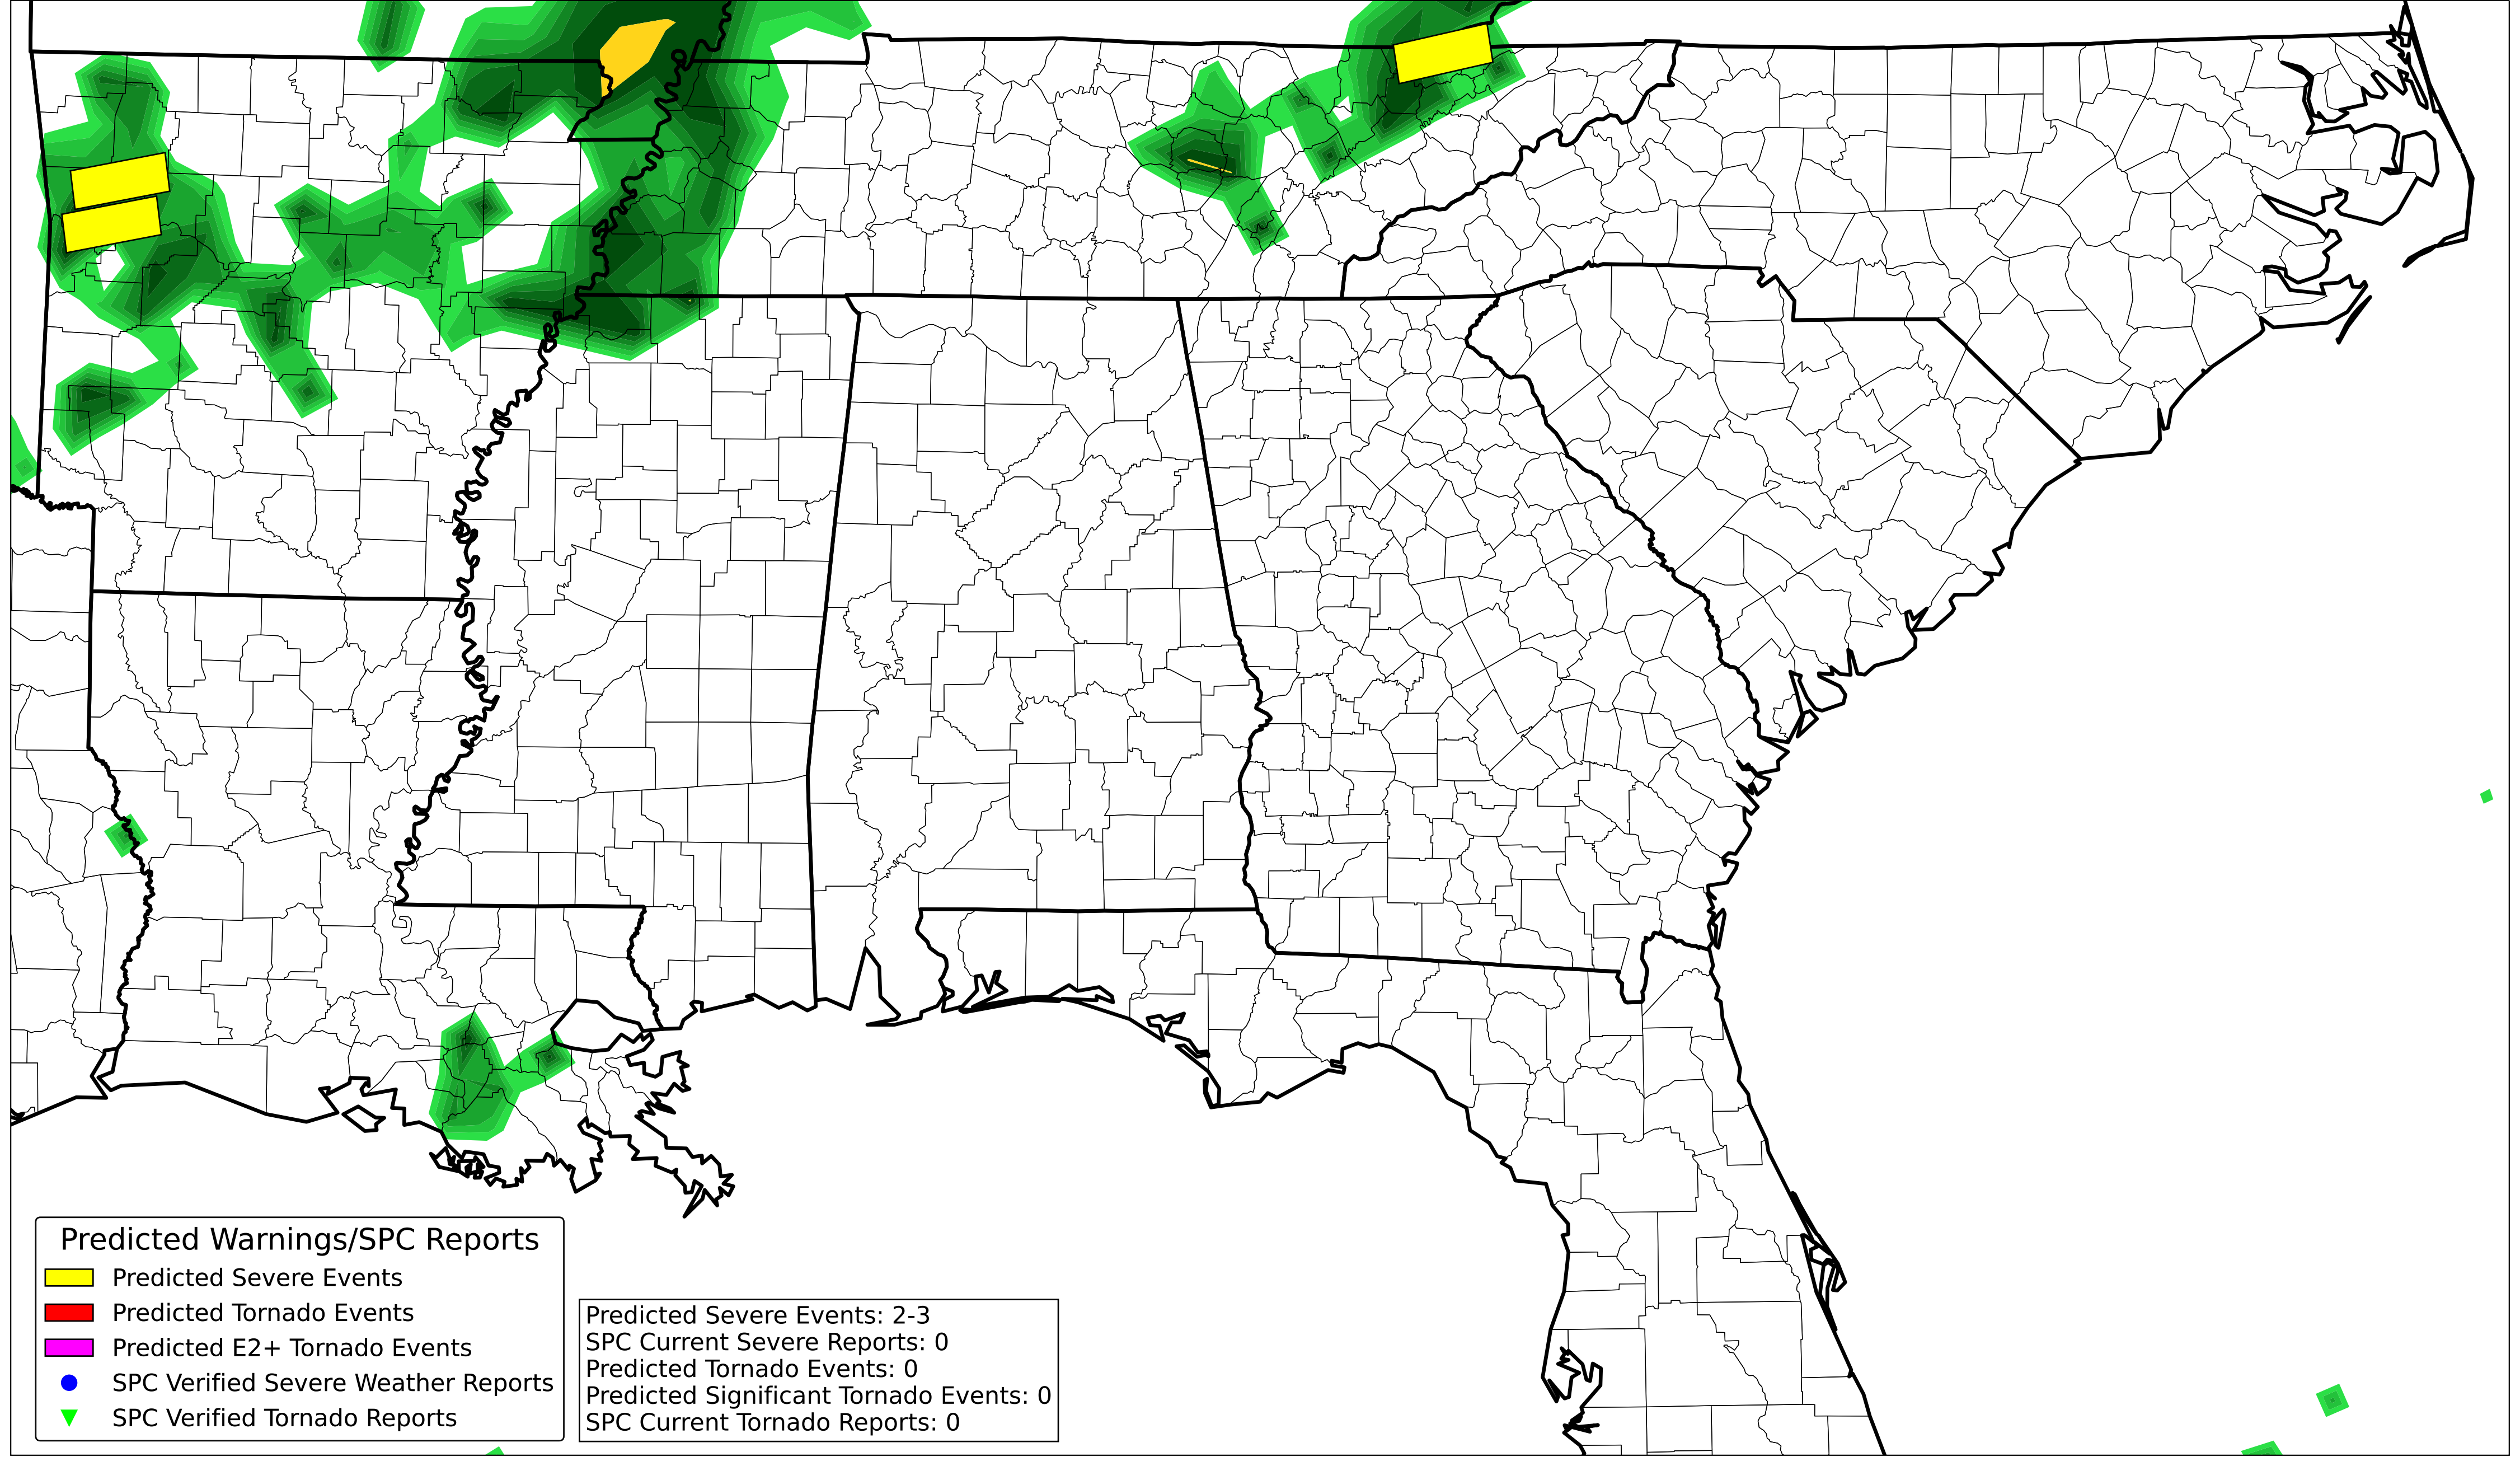 Predicted Warnings/SPC Reports
Predicted Severe Events
Predicted Tornado Events
Predicted E2+ Tornado Events
SPC Verified Severe Weather Reports
SPC Verified Tornado Reports
Predicted Severe Events: 2-3
SPC Current Severe Reports: 0
Predicted Tornado Events: 0
Predicted Significant Tornado Events: 0
SPC Current Tornado Reports: 0